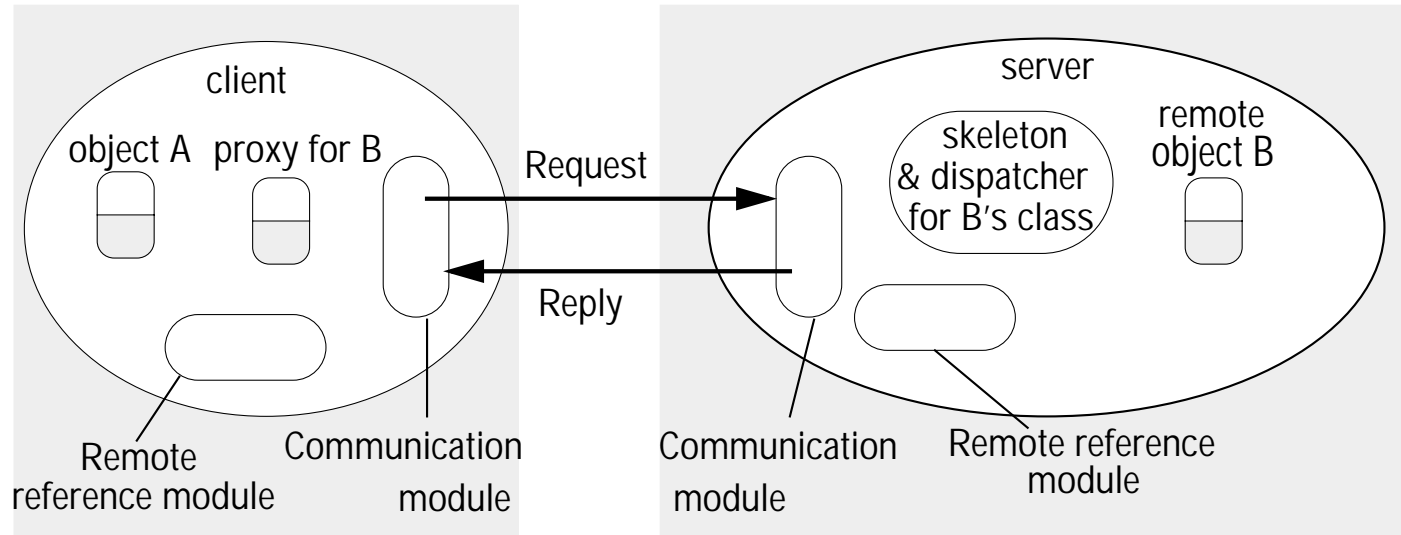 client
object A
proxy for B
Request
Reply
Remote
reference module
Communication
module
server
skeleton
& dispatcher
for B's class
remote
object B
Communication
module
Remote reference
module